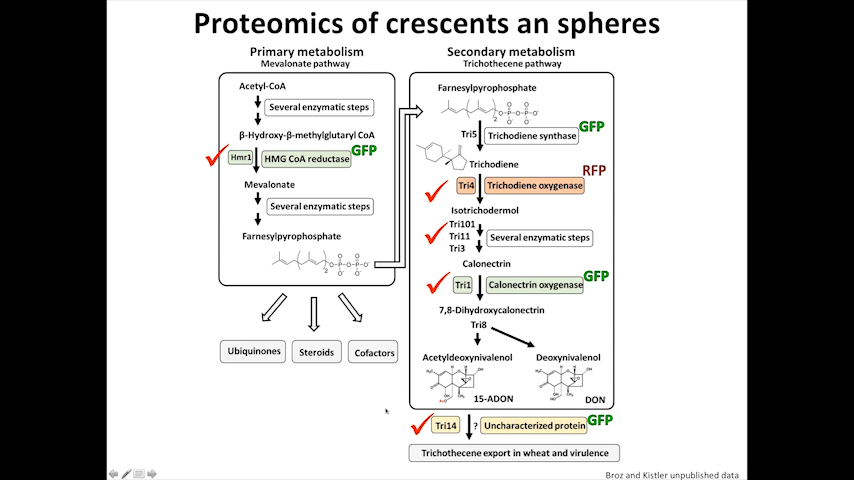 Proteomics of crescents an spheres
Primary metabolism
Mevalonate pathway
Acetyl-CoA
Several enzymatic steps
β-Hydroxy-β-methylglutaryl CoA
Hmr1
HMG CoA reductase
GFP
Mevalonate
Several enzymatic steps
Farnesylpyrophosphate
Ubiquinones
Steroids
Cofactors
Secondary metabolism
Trichothecene pathway
Farnesylpyrophosphate
Tri5
Trichodiene synthase
GFP
Trichodiene
RFP
Tri4
Trichodiene oxygenase
Isotrichodermol
Tri101
Tri11
Tri3
Several enzymatic steps
Calonectrin
Tri1
Calonectrin oxygenase
GFP
7,8-Dihydroxycalonectrin
Tri8
Acetyldeoxynivalenol
Deoxynivalenol
15-ADON
DON
Tri14
?
Uncharacterized protein
GFP
Trichothecene export in wheat and virulence
Broz and Kistler unpublished data